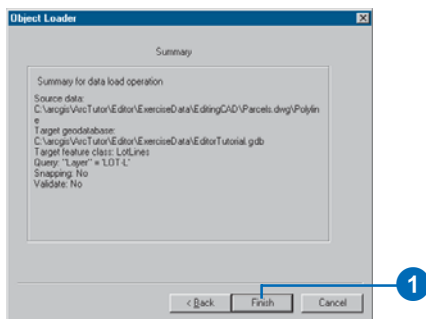 Object Loader
Summary
Summary for data load operation
Source data:
C:\arcgis\ArcTutor\Editor\ExerciseData\EditingCAD\Parcels.dwg\Polylin
e
Target geodatabase:
C:\arcgis\ArcTutor\Editor\ExerciseData\EditorTutorial.gdb
Target feature class: LotLines
Query: "Layer" = 'LOT-L'
Snapping: No
Validate: No
< Back Finish Cancel
1